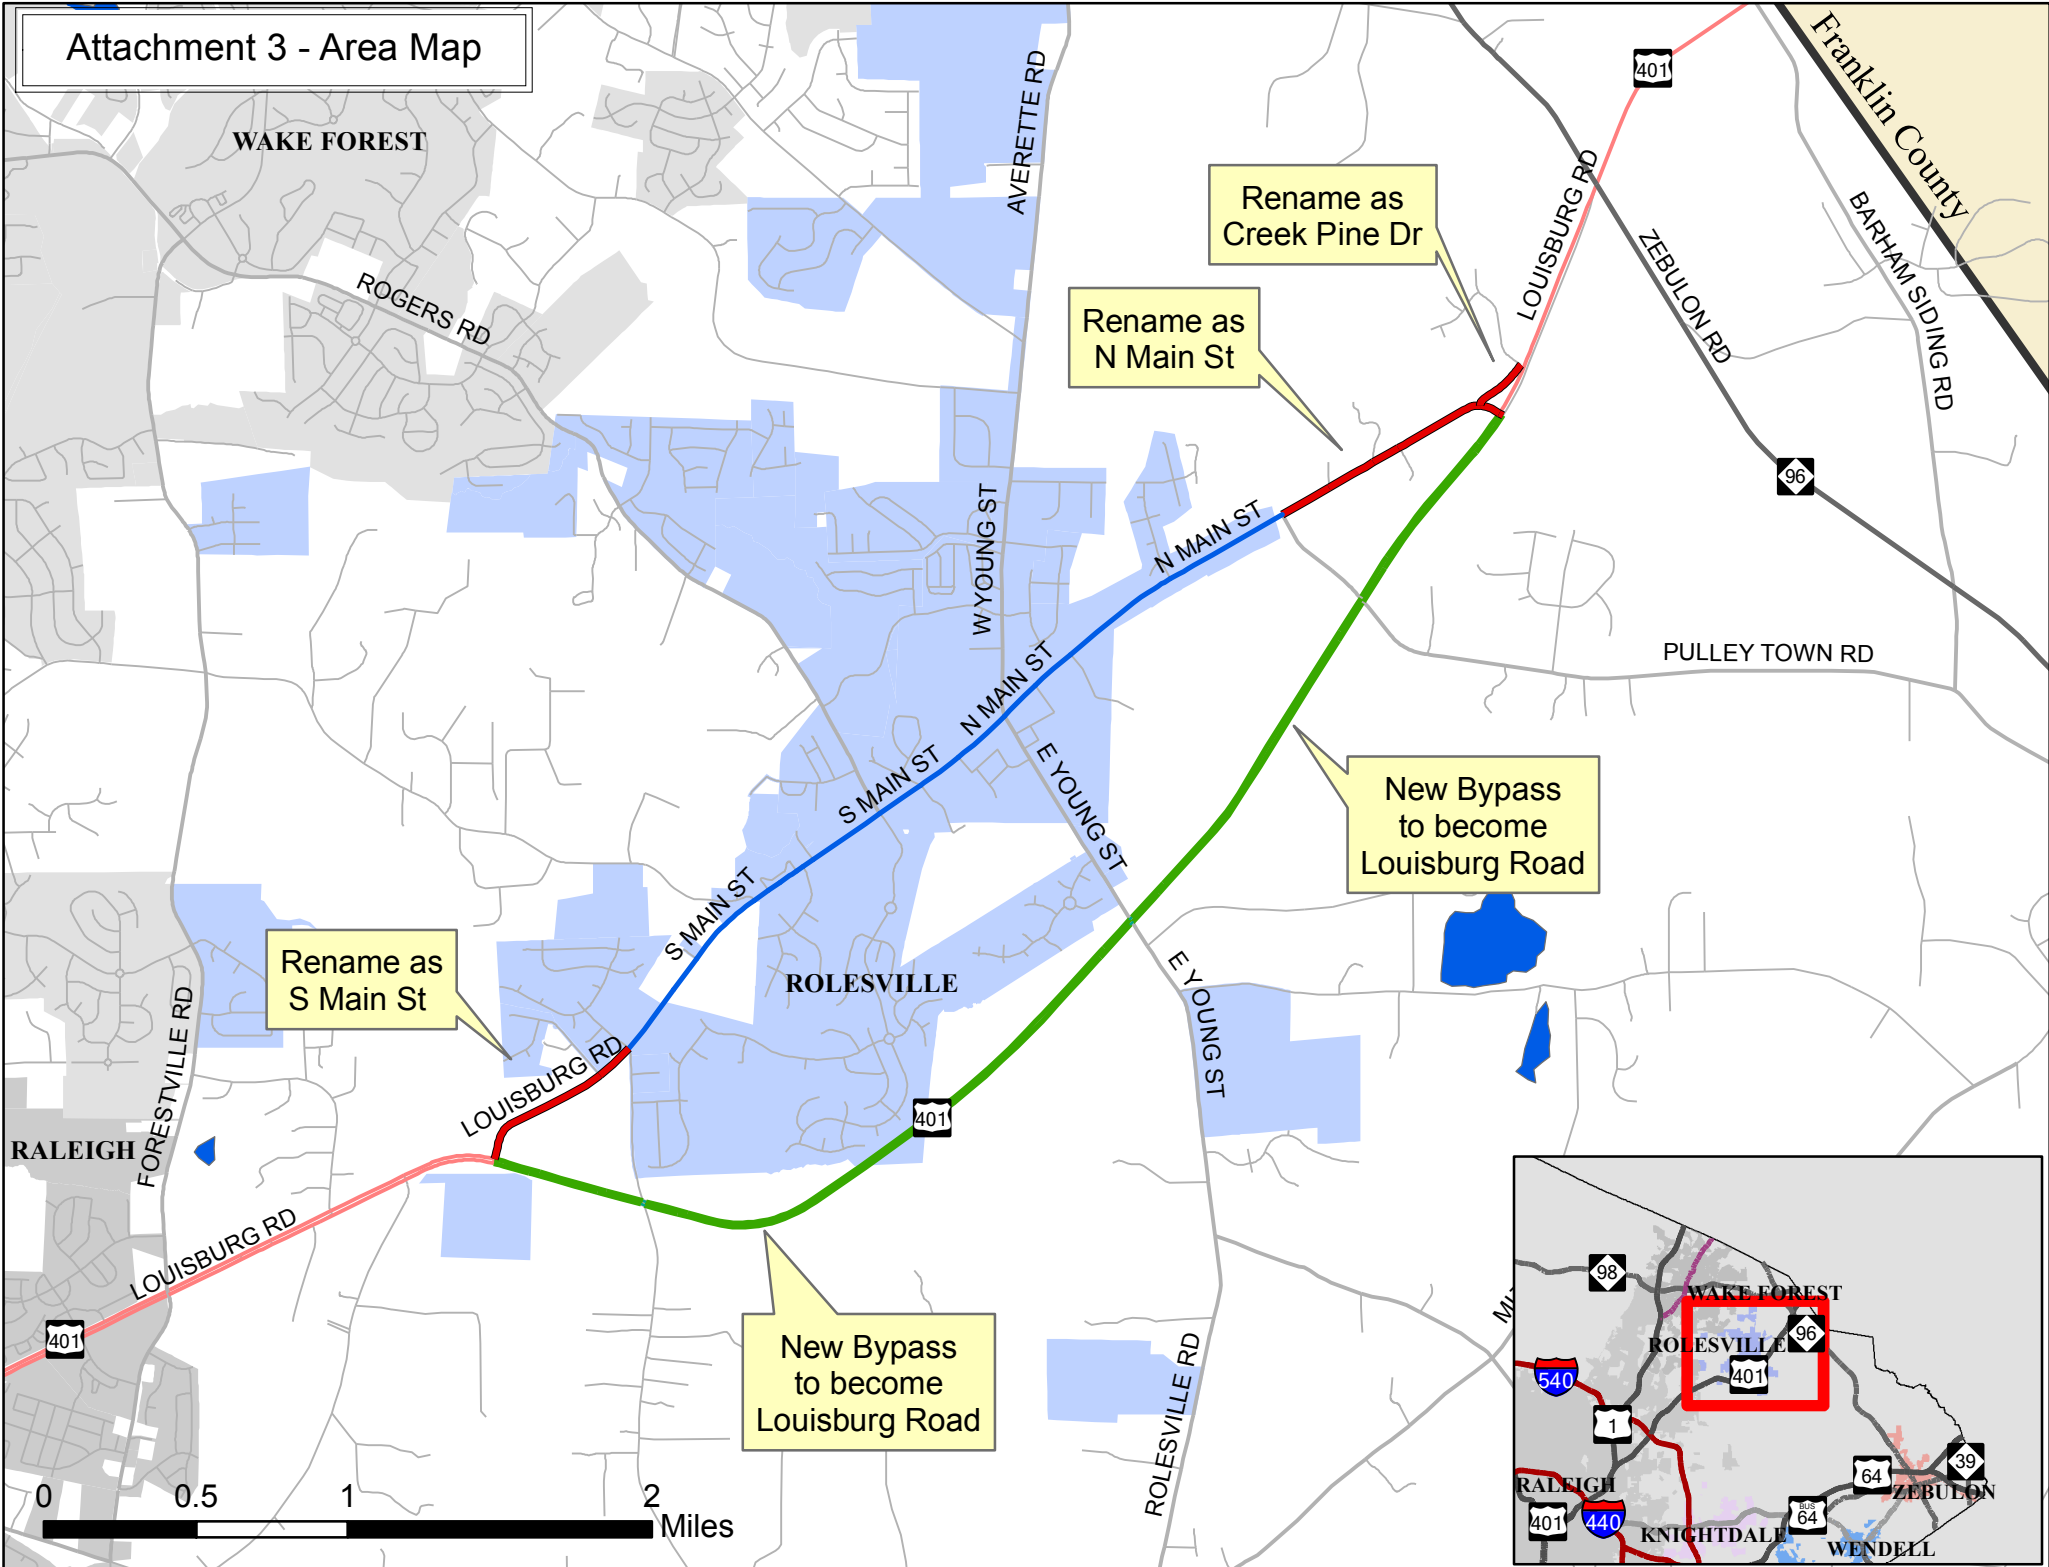 Attachment 3 - Area Map
WAKE FOREST
AVERETTE RD
401
Franklin County
Rename as
Creek Pine Dr
LOUISBURG RD
ZEBULON RD
BARHAM SIDING RD
ROGERS RD
Rename as
N Main St
96
W YOUNG ST
N MAIN ST
PULLEY TOWN RD
N MAIN ST
S MAIN ST
E YOUNG ST
New Bypass
to become
Louisburg Road
S MAIN ST
Rename as
S Main St
ROLESVILLE
E YOUNG ST
FORESTVILLE RD
LOUISBURG RD
401
RALEIGH
LOUISBURG RD
401
New Bypass
to become
Louisburg Road
ROLESVILLE RD
0 0.5 1 2
Miles
98
WAKE FOREST
96
ROLESVILLE
401
540
1
39
64
ZEBULON
RALEIGH
BUS
64
401
440
KNIGHTDALE
WENDELL